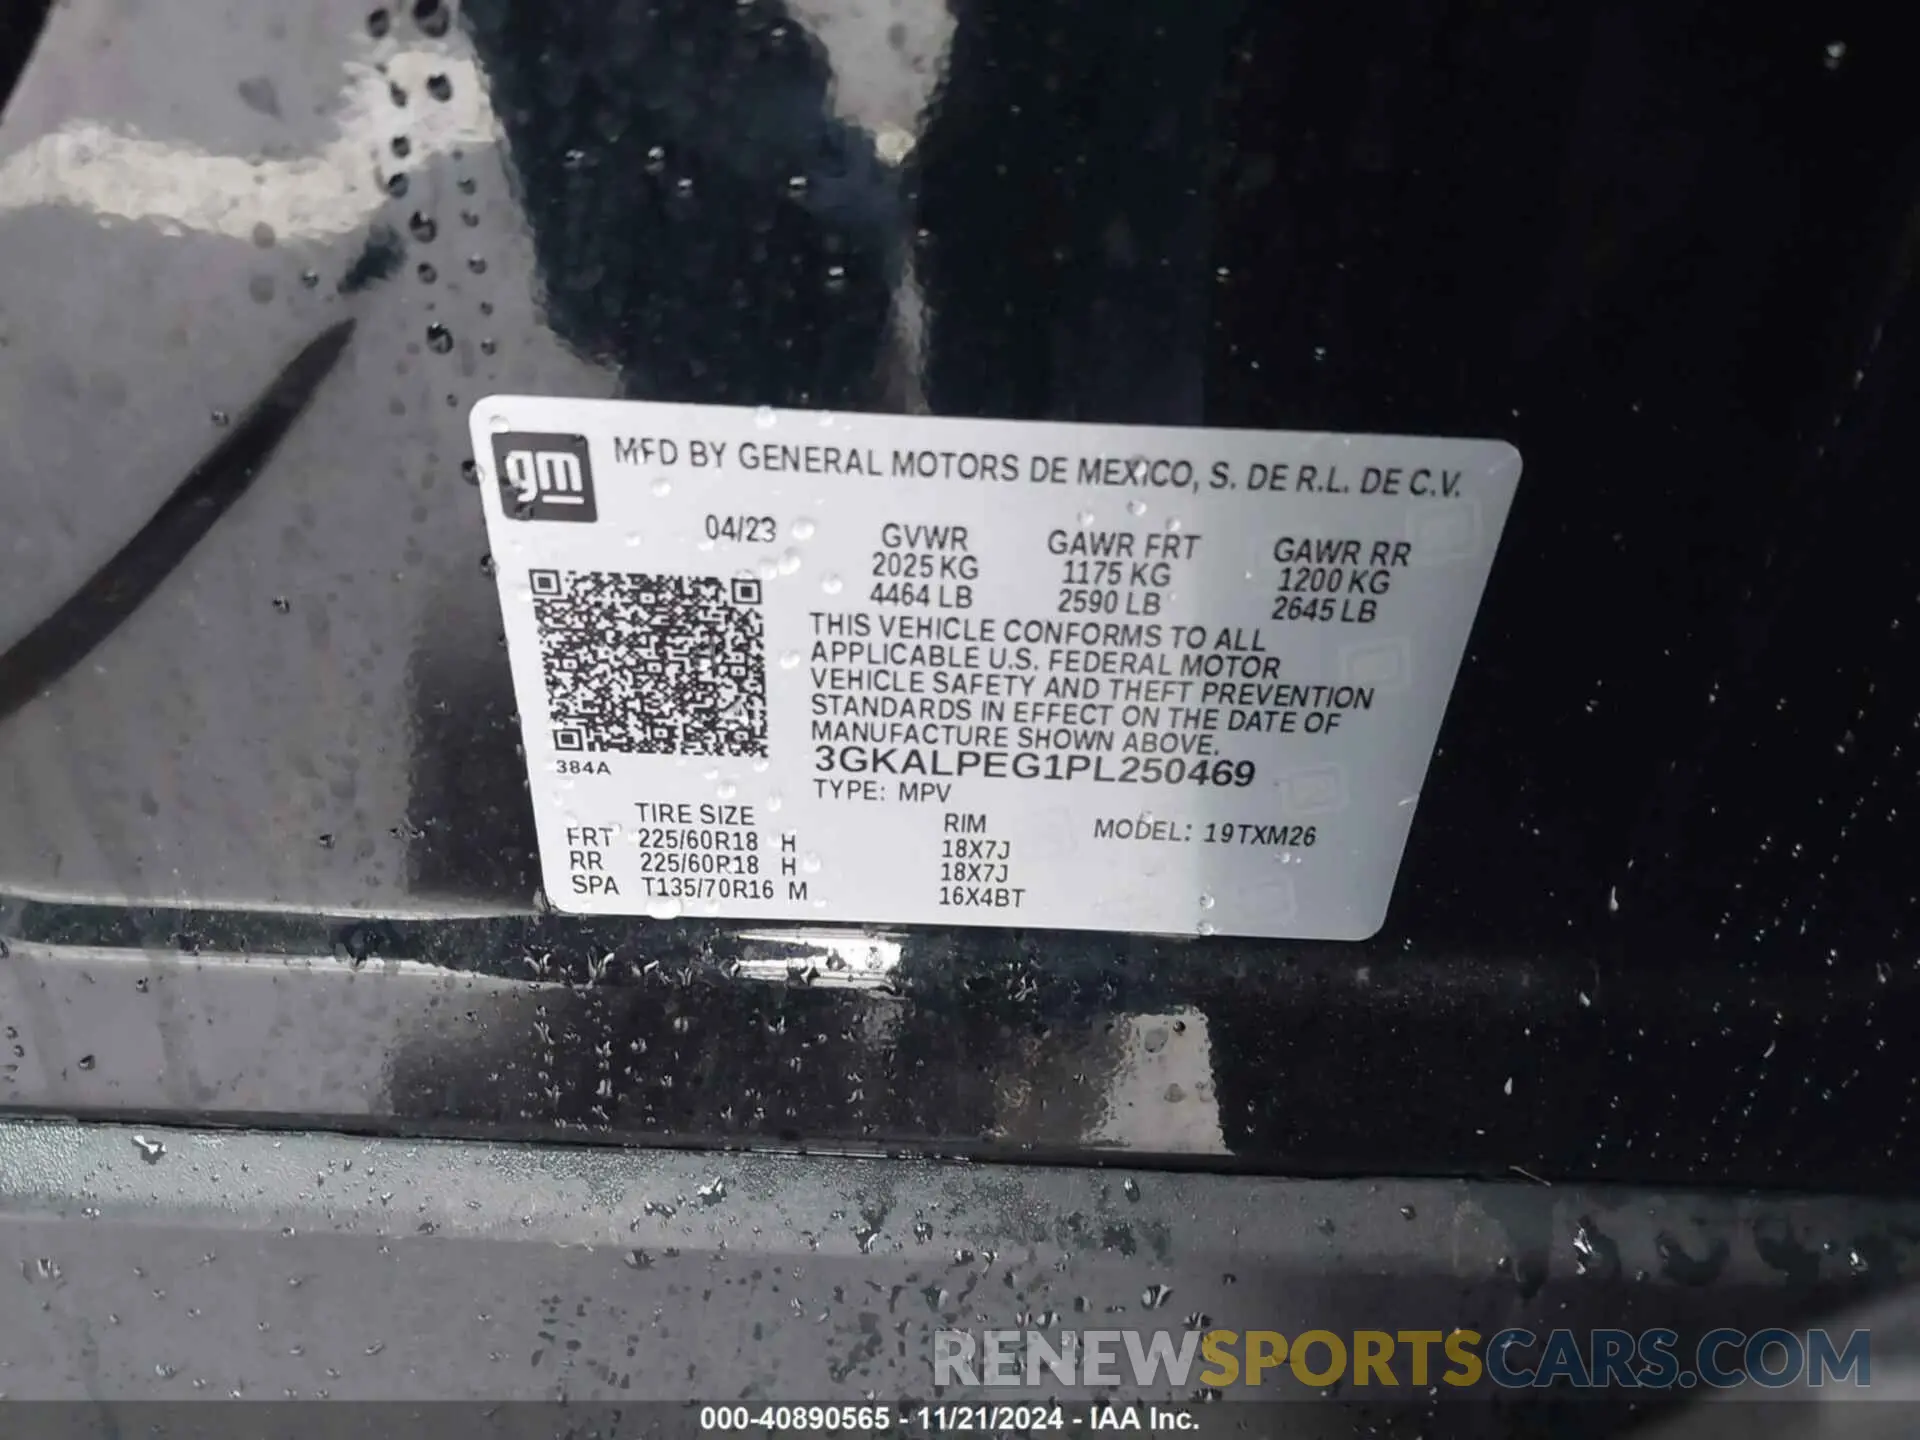 gm
MFD BY GENERAL MOTORS DE MEXICO, S. DE R.L. DE C.V.
04/23 GVWR GAWR FRT GAWR RR
2025 KG 1175 KG 1200 KG
4464 LB 2590 LB 2645 LB
THIS VEHICLE CONFORMS TO ALL
APPLICABLE U.S. FEDERAL MOTOR
VEHICLE SAFETY AND THEFT PREVENTION
STANDARDS IN EFFECT ON THE DATE OF
MANUFACTURE SHOWN ABOVE.
384A
3GKALPEG1PL250469
TYPE: MPV
TIRE SIZE RIM MODEL: 19TXM26
FRT 225/60R18 H 18X7J
RR 225/60R18 H 18X7J
SPA T135/70R16 M 16X4BT
RENEWSPORTSCARS.COM
000-40890565 - 11/21/2024 - IAA Inc.